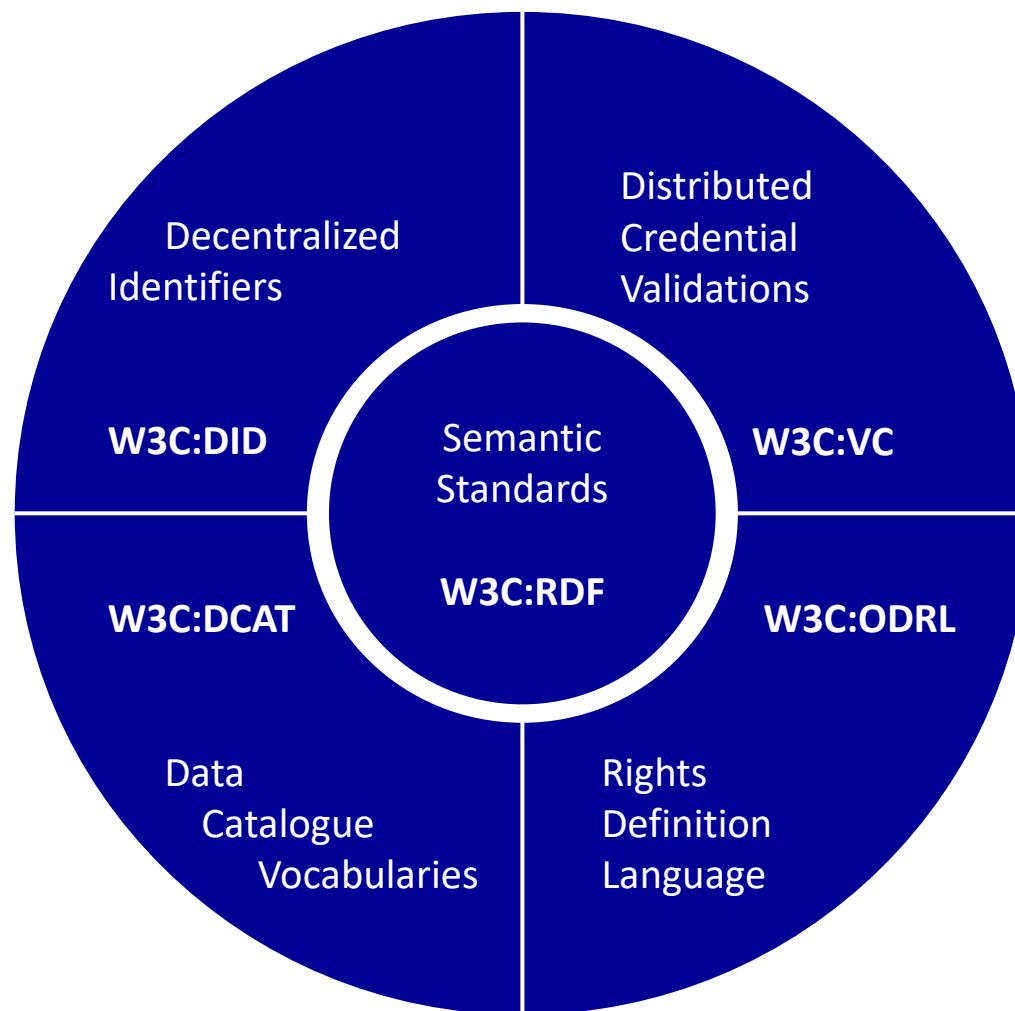 Decentralized
Identifiers
W3C:DID
Distributed
Credential
Validations
W3C:VC
Semantic
Standards
W3C:RDF
W3C:DCAT
Data
Catalogue
Vocabularies
W3C:ODRL
Rights
Definition
Language